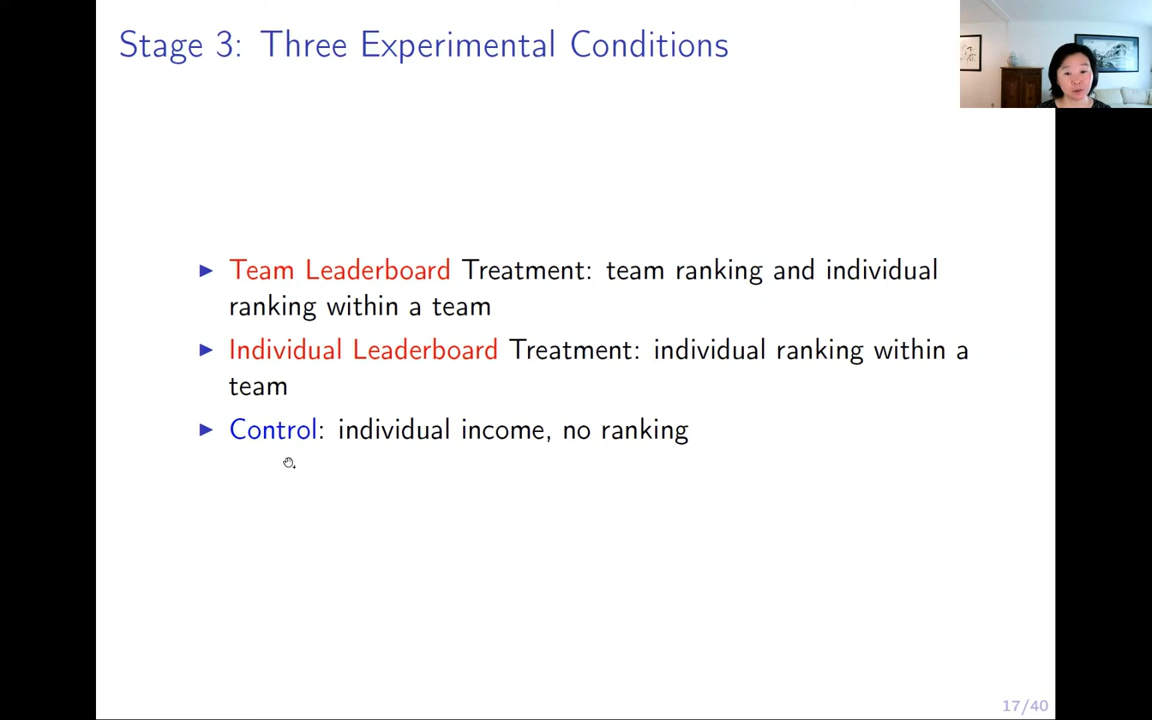 Stage 3: Three Experimental Conditions
▶ Team Leaderboard Treatment: team ranking and individual
ranking within a team
▶ Individual Leaderboard Treatment: individual ranking within a
team
▶ Control: individual income, no ranking
17/40